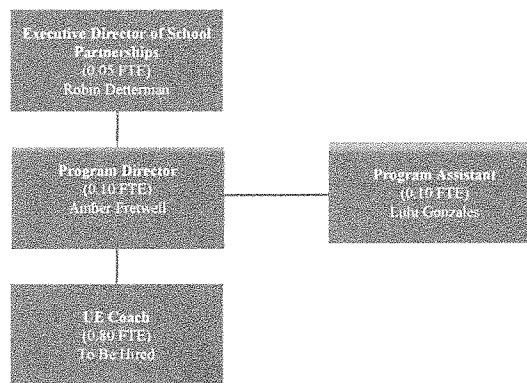 Executive Director of School
Partnerships
(0.05 FTE)
Robin Detterman
Program Director
(0.10 FTE)
Amber Fretwell
Program Assistant
(0.10 FTE)
Lulu Gonzales
Coach
(0.80 FTE)
To Be Hired